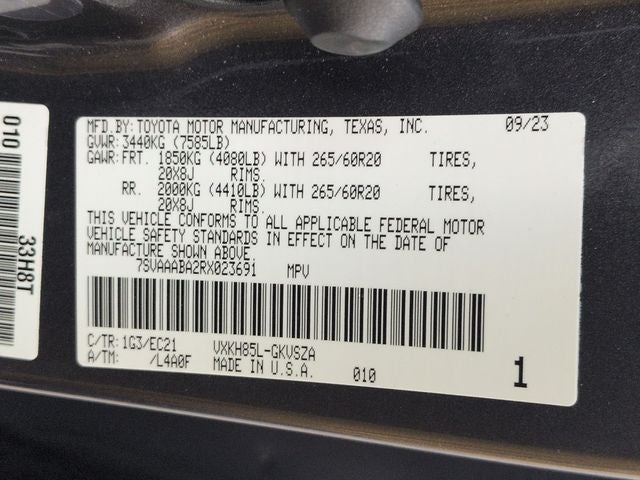 010
33H8T
MFD.BY: TOYOTA MOTOR MANUFACTURING, TEXAS, INC. 09/23
GVWR: 3440KG (7585LB)
GAWR: FRT. 1850KG (4080LB) WITH 265/60R20 TIRES,
20X8J RIMS.
RR. 2000KG (4410LB) WITH 265/60R20 TIRES,
20X8J RIMS.
THIS VEHICLE CONFORMS TO ALL APPLICABLE FEDERAL MOTOR
VEHICLE SAFETY STANDARDS IN EFFECT ON THE DATE OF
MANUFACTURE SHOWN ABOVE.
7SVAAABA2RX023691 MPV
C/TR: 1G3/EC21 VXKH85L-GKVSZA
A/TM: /L4A0F MADE IN U.S.A. 010 1